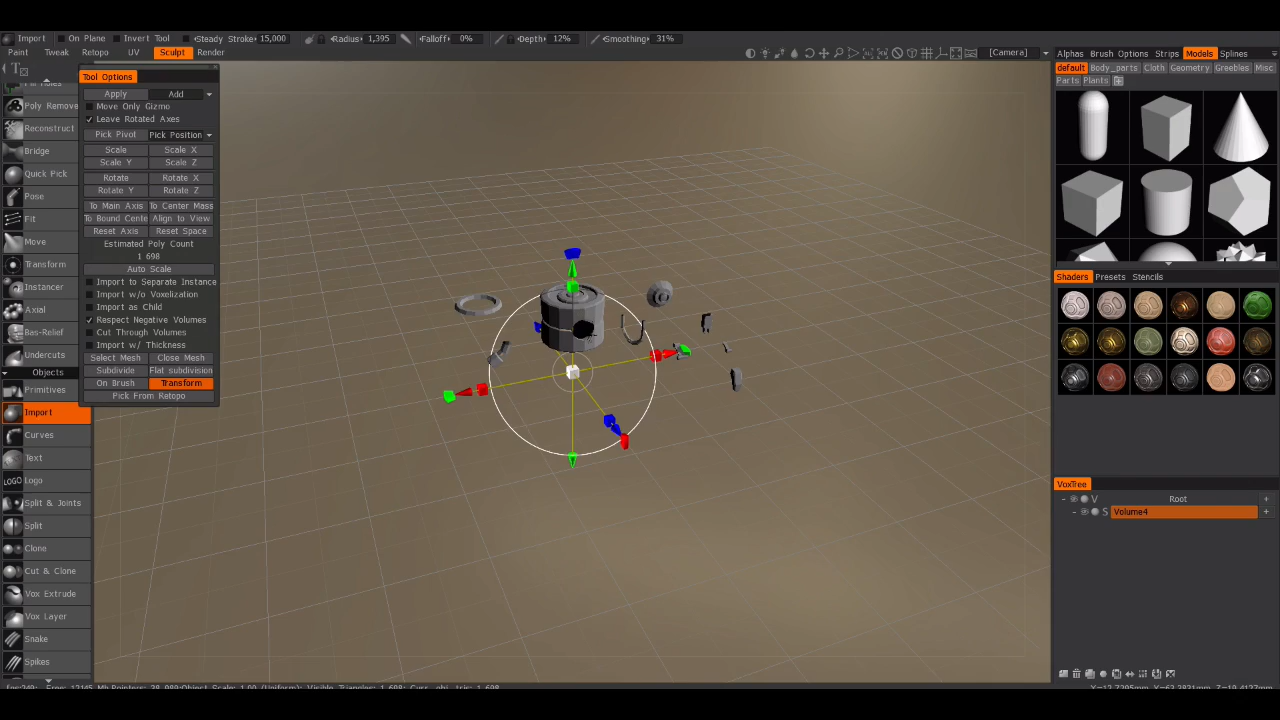 Import On Plane Invert Tool Steady Stroke: 15,000 Radius: 1,395 Falloff: 0% Depth: 12% Smoothing: 31%
Paint Tweak Retopo UV Sculpt Render [Camera]
Alphas Brush Options Strips Models Splines
default Body_parts Cloth Geometry Greebles Misc
Parts Plants
Tool Options
Apply Add
Move Only Gizmo
Leave Rotated Axes
Pick Pivot Pick Position
Scale Scale X
Scale Y Scale Z
Rotate Rotate X
Rotate Y Rotate Z
To Main Axis To Center Mass
To Bound Cente Align to View
Reset Axis Reset Space
Estimated Poly Count
1 698
Auto Scale
Import to Separate Instance
Import w/o Voxelization
Import as Child
Respect Negative Volumes
Cut Through Volumes
Import w/ Thickness
Select Mesh Close Mesh
Subdivide Flat subdivision
On Brush Transform
Pick From Retopo
Poly Remove
Reconstruct
Bridge
Quick Pick
Pose
Fit
Move
Transform
Instancer
Axial
Bas-Relief
Undercuts
Objects
Primitives
Import
Curves
Text
LOGO Logo
Split & Joints
Split
Clone
Cut & Clone
Vox Extrude
Vox Layer
Snake
Spikes
Shaders Presets Stencils
VoxTree
V Root +
S Volume4 +